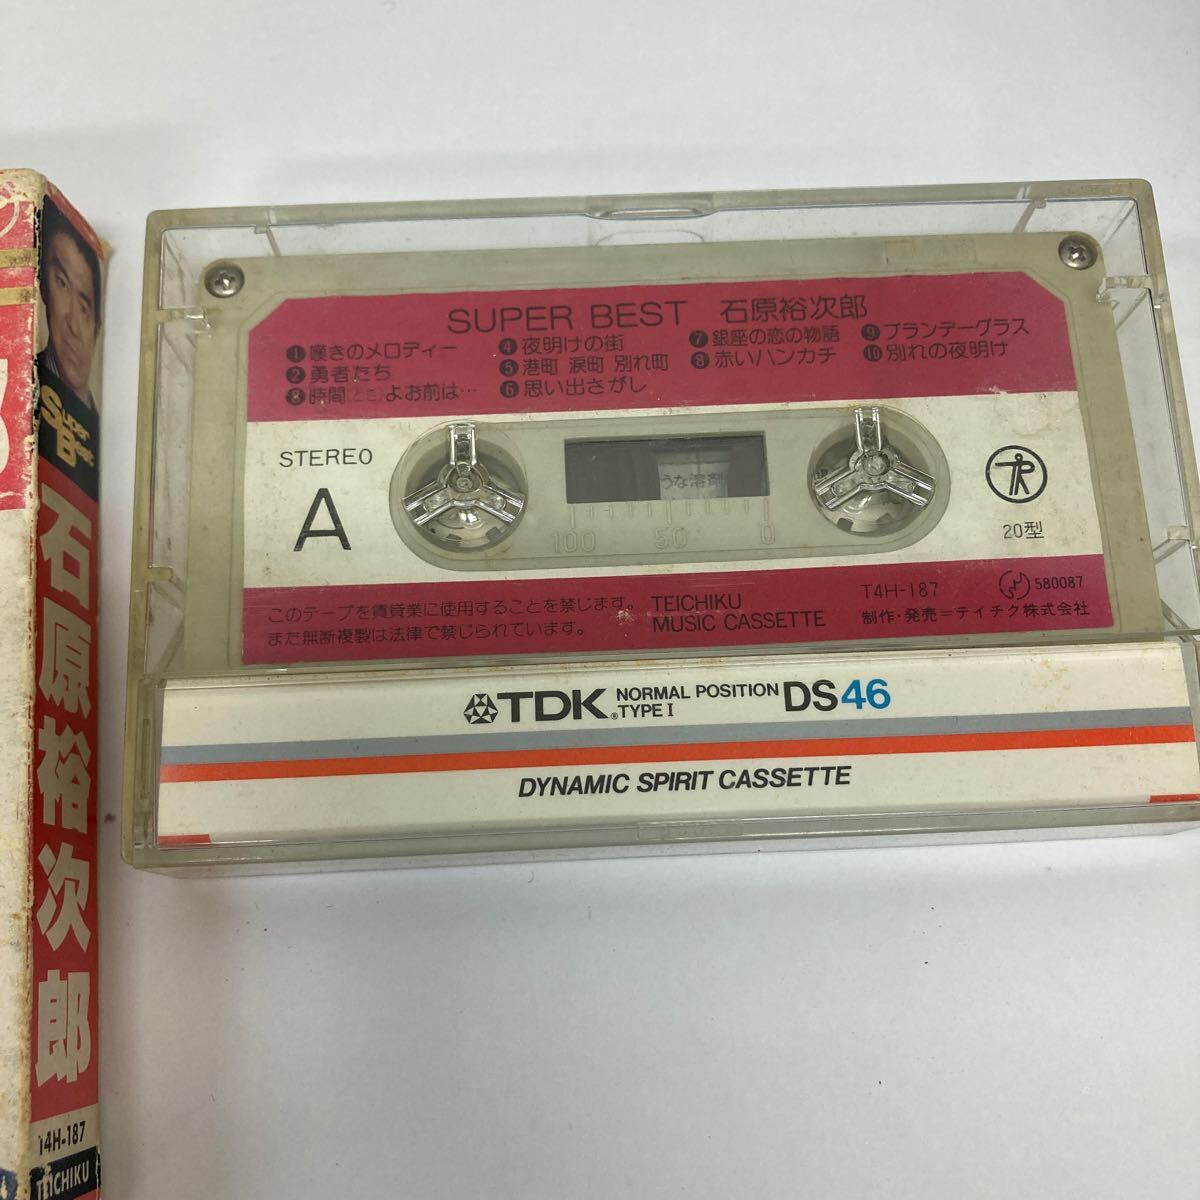 SUPER BEST 石原裕次郎
❶ 嘆きのメロディー
❷ 勇者たち
❸ 時間(とき)よお前は…
❹ 夜明けの街
❺ 港町 涙町 別れ町
❻ 思い出さがし
❼ 銀座の恋の物語
❽ 赤いハンカチ
❾ ブランデーグラス
❿ 別れの夜明け
STEREO
A
うな溶剤
100 50 0
20型
このテープを賃貸業に使用することを禁じます。
また無断複製は法律で禁じられています。
TEICHIKU
MUSIC CASSETTE
T4H-187
580087
制作・発売=テイチク株式会社
TDK® NORMAL POSITION TYPE I DS46
DYNAMIC SPIRIT CASSETTE
SUPER
BEST
石原裕次郎
T4H-187
TEICHIKU